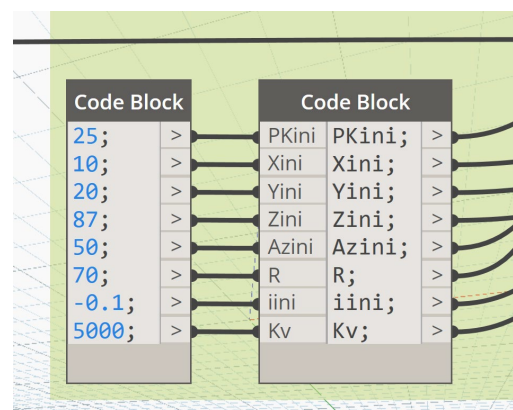 Code Block
25; >
10; >
20; >
87; >
50; >
70; >
-0.1; >
5000; >
Code Block
PKini PKini; >
Xini Xini; >
Yini Yini; >
Zini Zini; >
Azini Azini; >
R R; >
iini iini; >
Kv Kv; >